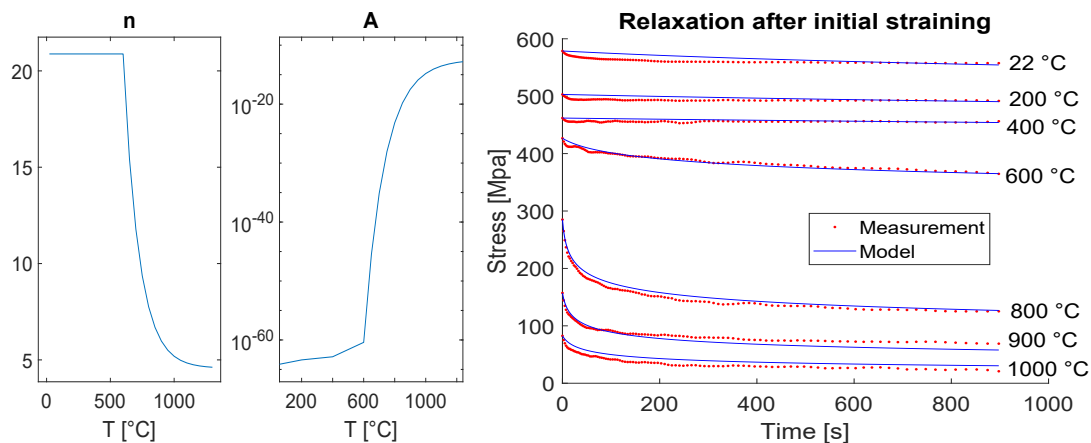 n
20
15
10
5
0
500
1000
T [°C]
A
10^-20
10^-40
10^-60
200
600
1000
T [°C]
Relaxation after initial straining
Stress [Mpa]
600
500
400
300
200
100
0
22 °C
200 °C
400 °C
600 °C
Measurement
Model
800 °C
900 °C
1000 °C
0
200
400
600
800
1000
Time [s]